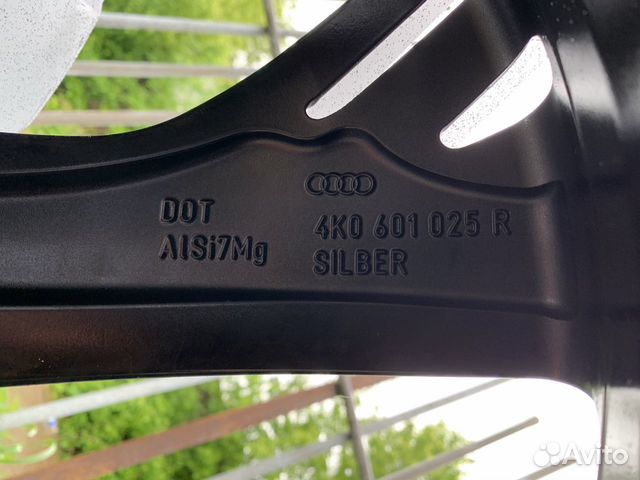 DOT
AlSi7Mg
4K0 601 025 R
SILBER
Avito